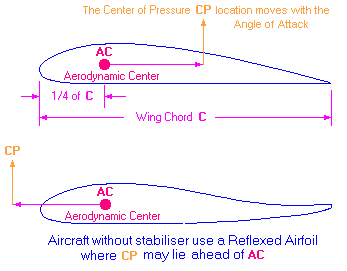 The Center of Pressure CP location moves with the
Angle of Attack
AC
Aerodynamic Center
1/4 of C
Wing Chord C
CP
AC
Aerodynamic Center
Aircraft without stabiliser use a Reflexed Airfoil
where CP may lie ahead of AC